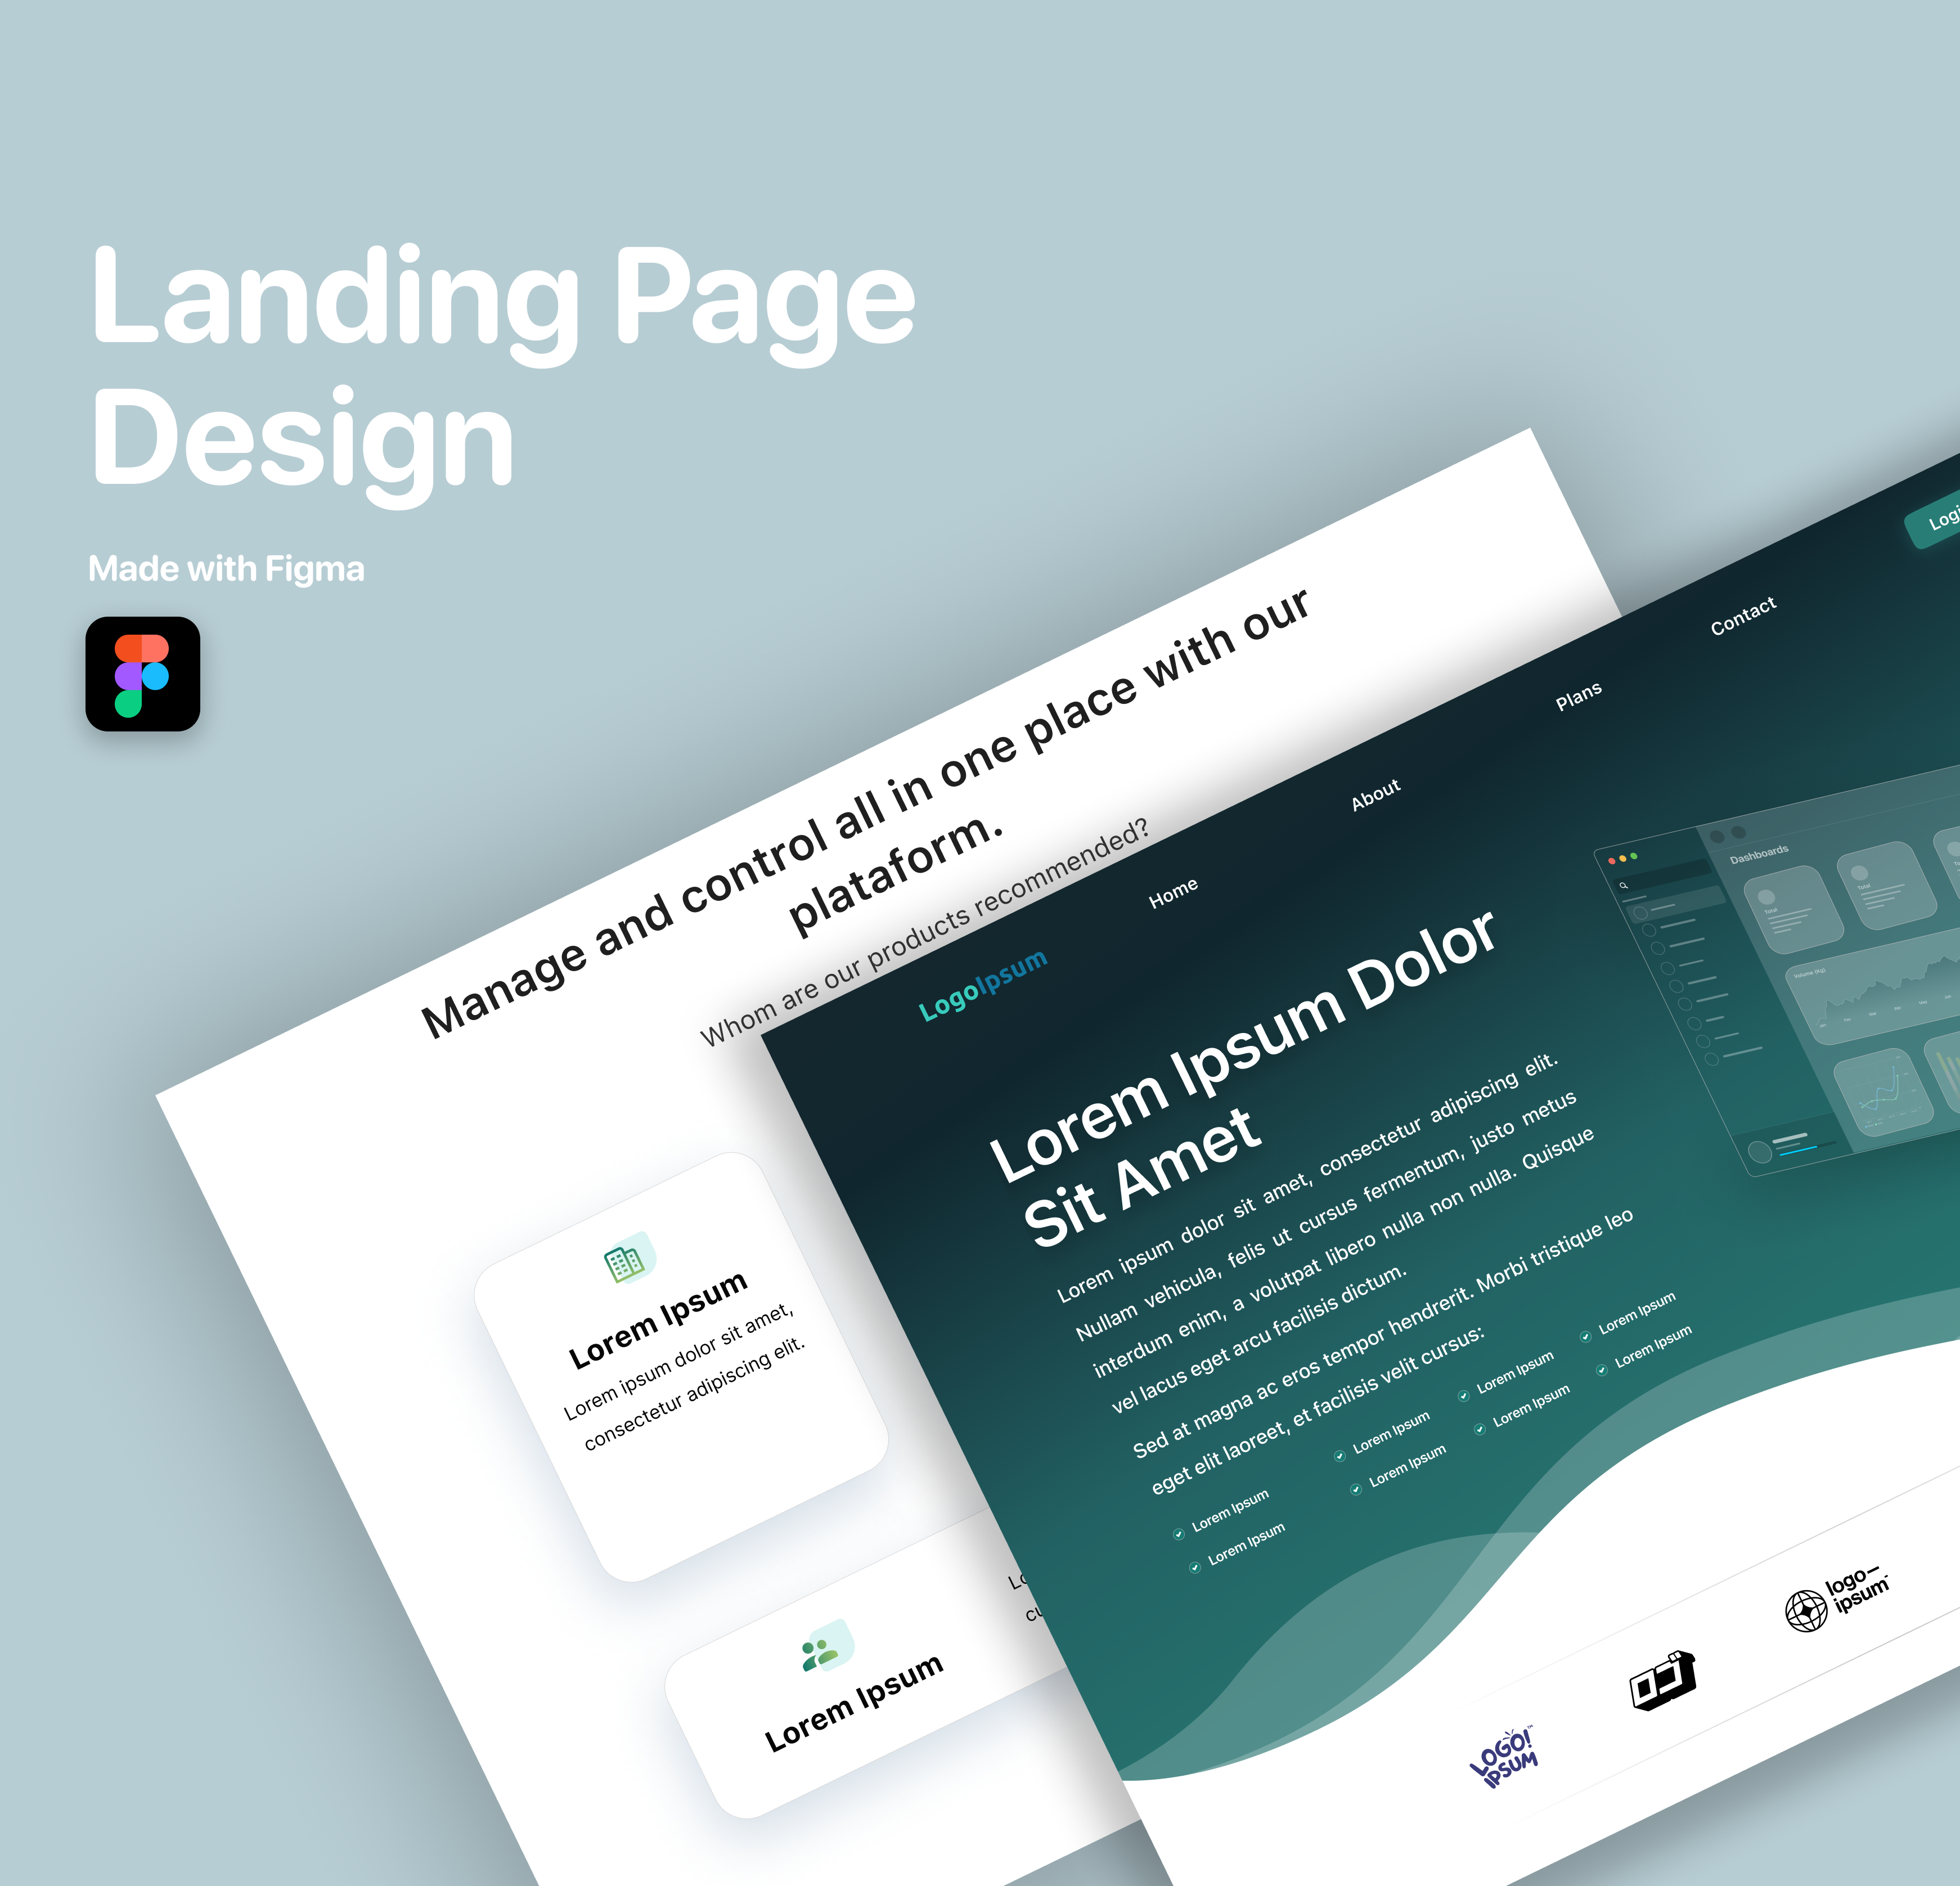 Landing Page
Design
Made with Figma
Manage and control all in one place with our
plataform.
Whom are our products recommended?
Lorem Ipsum
Lorem ipsum dolor sit amet,
consectetur adipiscing elit.
Lorem Ipsum
LogoIpsum
Home
About
Plans
Contact
Lorem Ipsum Dolor
Sit Amet
Lorem ipsum dolor sit amet, consectetur adipiscing elit.
Nullam vehicula, felis ut cursus fermentum, justo metus
interdum enim, a volutpat libero nulla non nulla. Quisque
vel lacus eget arcu facilisis dictum.
Sed at magna ac eros tempor hendrerit. Morbi tristique leo
eget elit laoreet, et facilisis velit cursus:
Lorem Ipsum
Lorem Ipsum
Lorem Ipsum
Lorem Ipsum
Lorem Ipsum
Lorem Ipsum
Lorem Ipsum
Lorem Ipsum
Dashboards
Total
Total
Volume (Kg)
LOGO!
IPSUM
logo—
ipsum